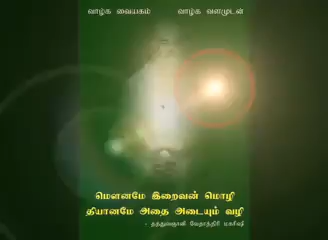 வாழ்க வையகம் வாழ்க வளமுடன்
மௌனமே இறைவன் மொழி
தியானமே அதை அடையும் வழி
- தத்துவஞானி வேதாத்திரி மகரிஷி